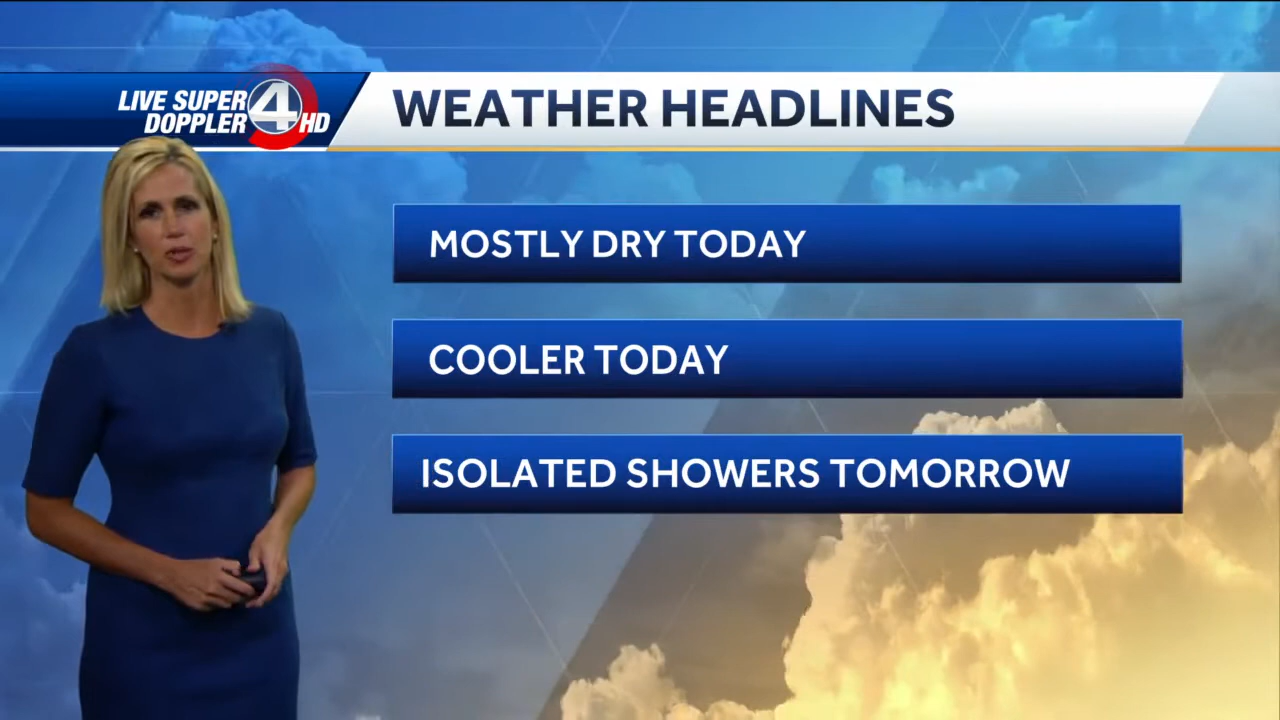 LIVE SUPER
DOPPLER 4 HD
WEATHER HEADLINES
MOSTLY DRY TODAY
COOLER TODAY
ISOLATED SHOWERS TOMORROW